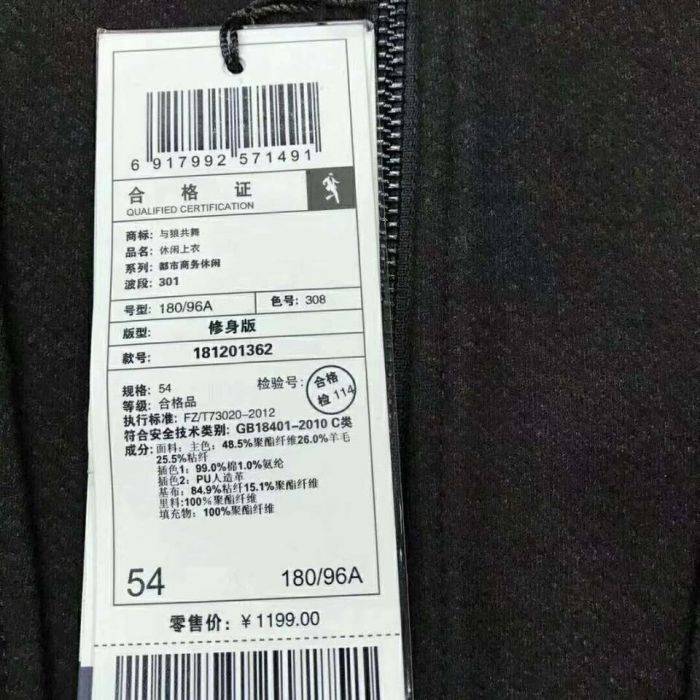 6 917992 571491
合格证
QUALIFIED CERTIFICATION
商标: 与狼共舞
品名: 休闲上衣
系列: 都市商务休闲
波段: 301
号型: 180/96A 色号: 308
版型: 修身版
款号: 181201362
规格: 54 检验号: 合格 检 114
等级: 合格品
执行标准: FZ/T73020-2012
符合安全技术类别: GB18401-2010 C类
成分: 面料: 主色: 48.5%聚酯纤维26.0%羊毛
25.5%粘纤
插色1: 99.0%棉1.0%氨纶
插色2: PU人造革
基布: 84.9%粘纤15.1%聚酯纤维
里料:100%聚酯纤维
填充物: 100%聚酯纤维
54 180/96A
零售价: ¥1199.00